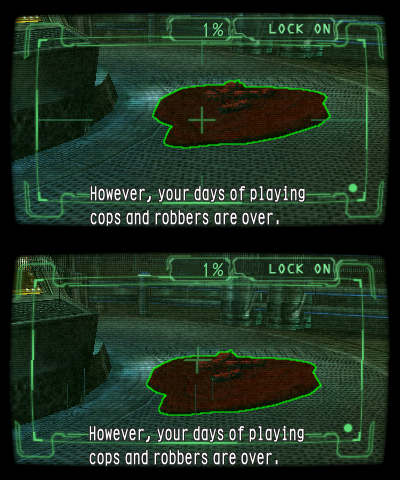 1% LOCK ON
However, your days of playing
cops and robbers are over.
1% LOCK ON
However, your days of playing
cops and robbers are over.